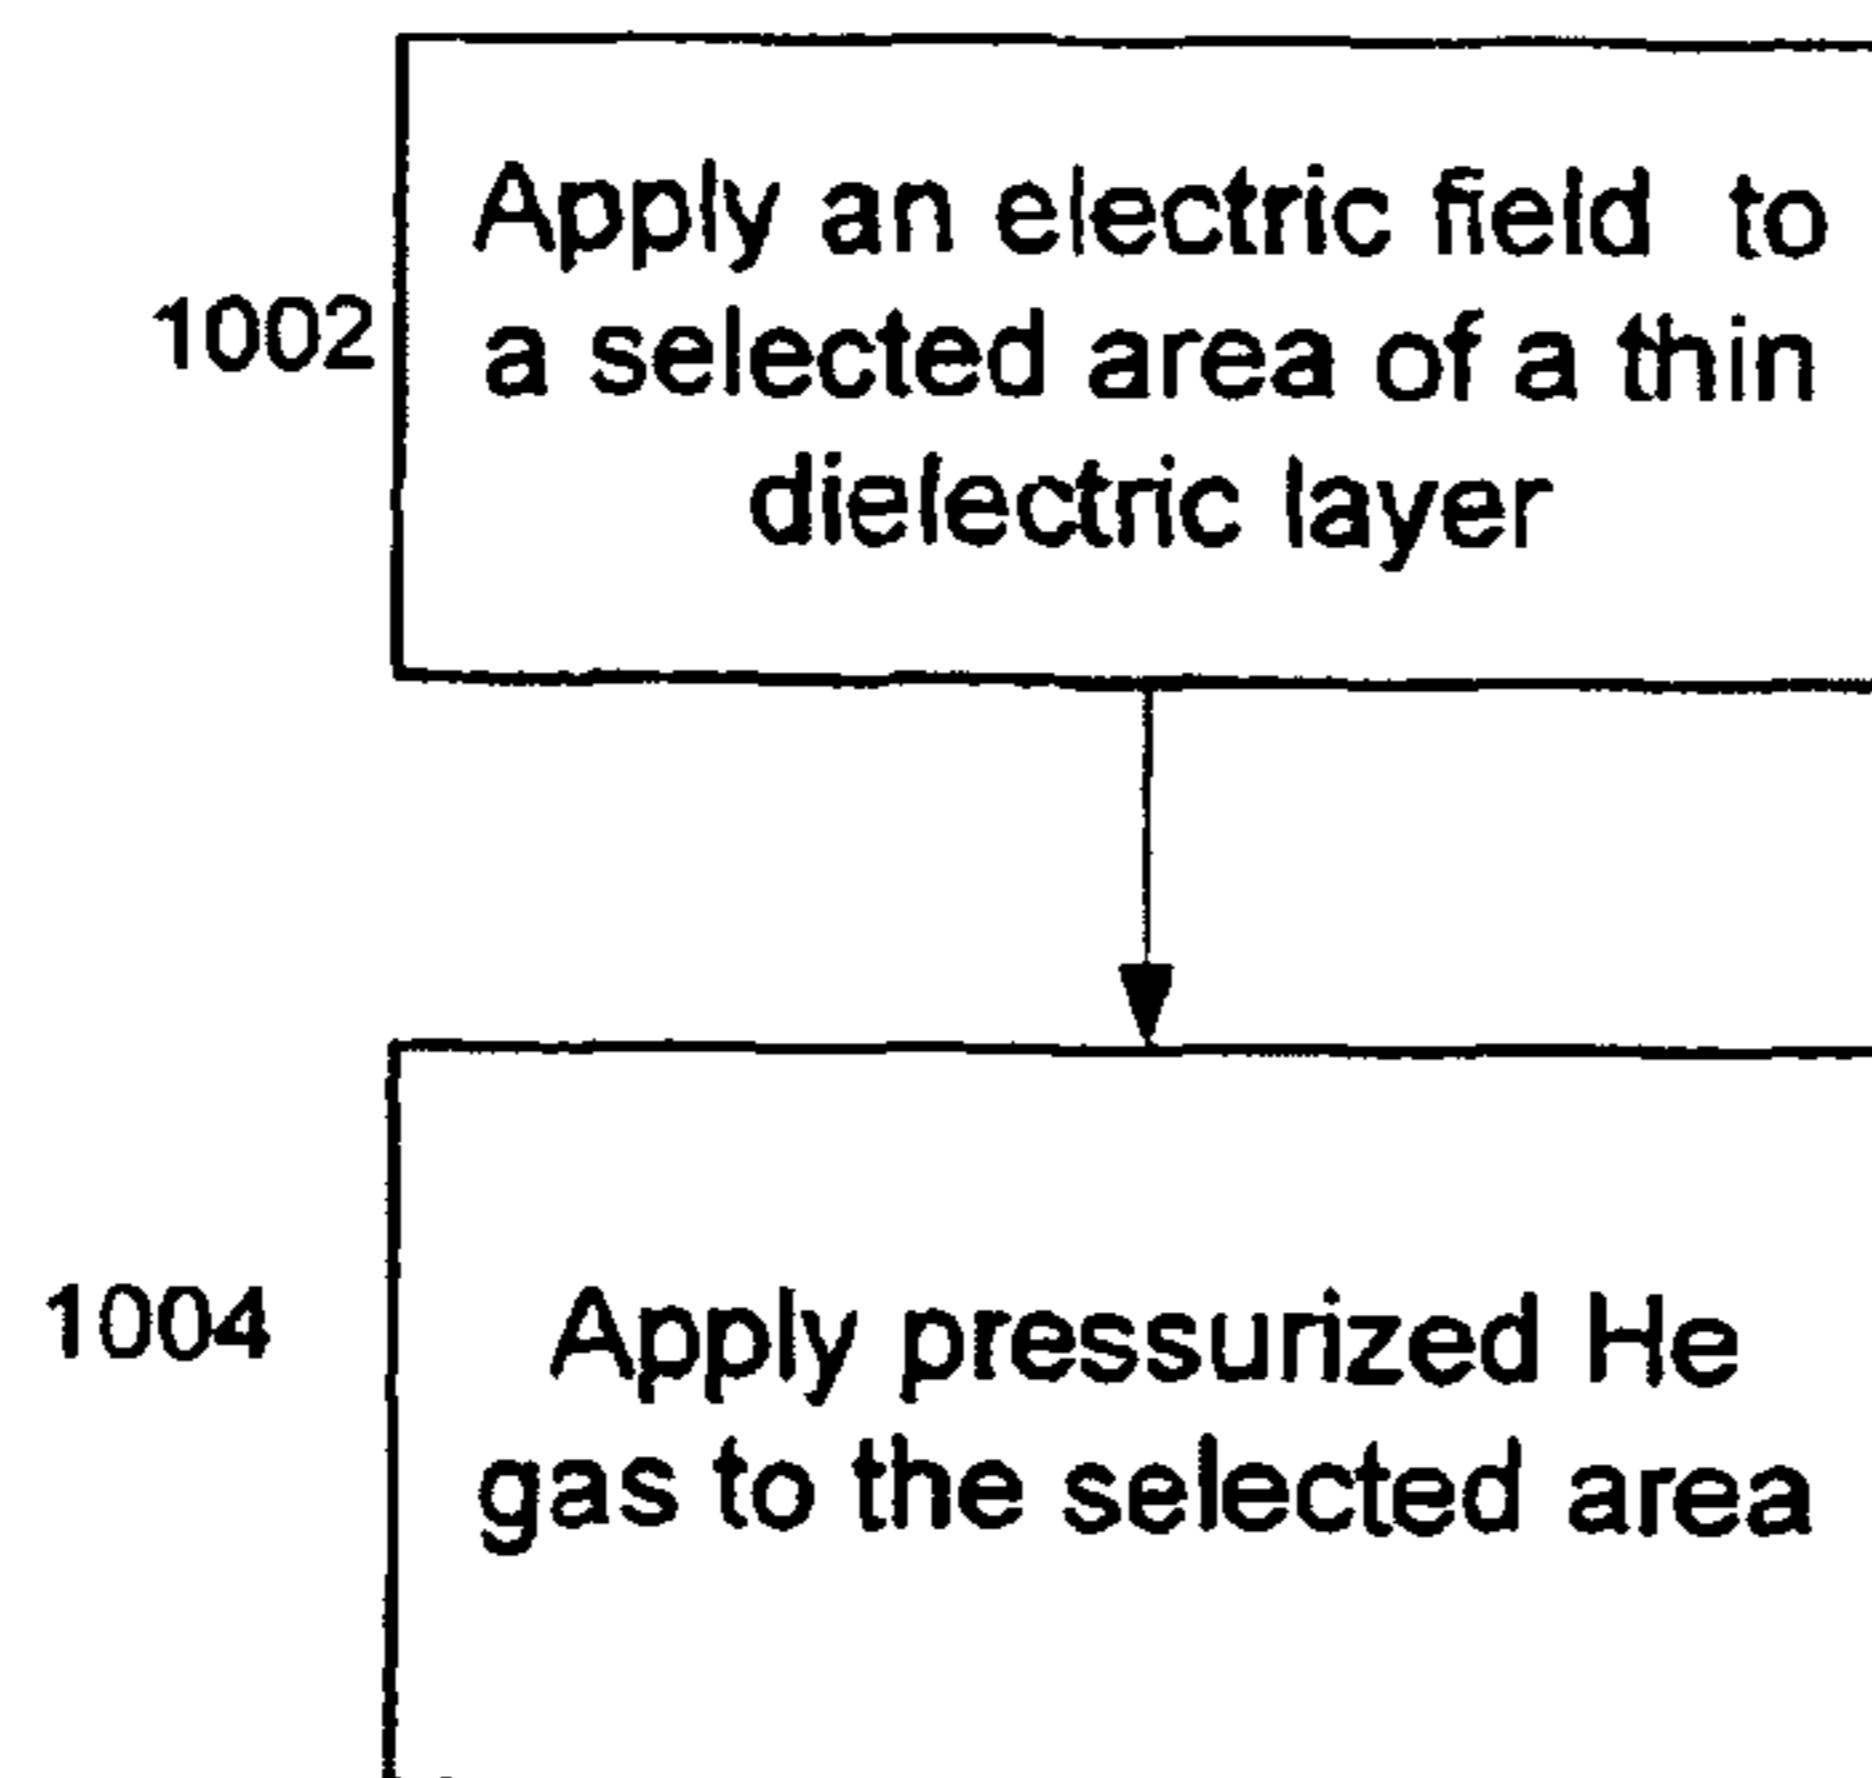 1002
Apply an electric field to
a selected area of a thin
dielectric layer
1004
Apply pressurized He
gas to the selected area